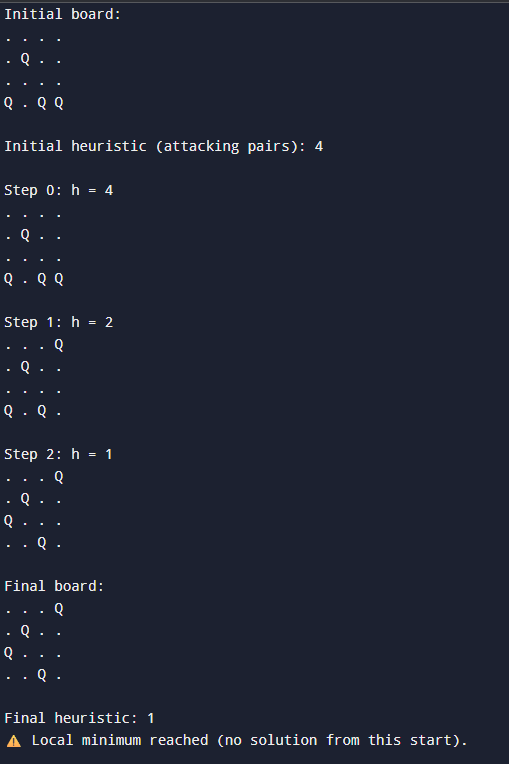 Initial board:
. . . .
. Q . .
. . . .
Q . Q Q
Initial heuristic (attacking pairs): 4
Step 0: h = 4
. . . .
. Q . .
. . . .
Q . Q Q
Step 1: h = 2
. . . Q
. Q . .
. . . .
Q . Q .
Step 2: h = 1
. . . Q
. Q . .
Q . . .
. . Q .
Final board:
. . . Q
. Q . .
Q . . .
. . Q .
Final heuristic: 1
⚠️ Local minimum reached (no solution from this start).